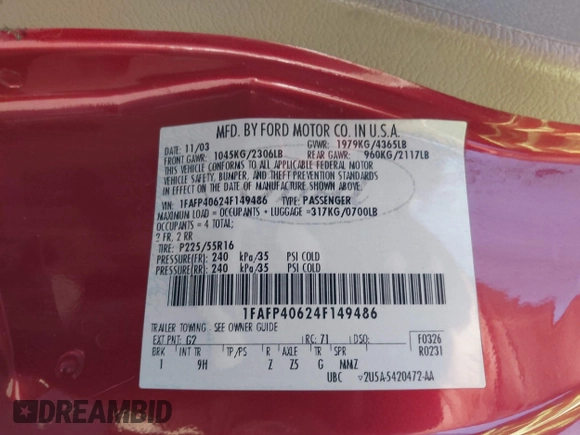 MFD. BY FORD MOTOR CO. IN U.S.A.
DATE: 11/03 GVWR: 1979KG/4365LB
FRONT GAWR: 1045KG/2306LB REAR GAWR: 960KG/2117LB
THIS VEHICLE CONFORMS TO ALL APPLICABLE FEDERAL MOTOR
VEHICLE SAFETY, BUMPER, AND THEFT PREVENTION STANDARDS
IN EFFECT ON THE DATE OF MANUFACTURE SHOWN ABOVE.
VIN: 1FAFP40624F149486 TYPE: PASSENGER
MAXIMUM LOAD = OCCUPANTS + LUGGAGE =317KG/0700LB
OCCUPANTS = 4 TOTAL;
2 FR, 2 RR
TIRE: P225/55R16
PRESSURE(FR): 240 kPa/35 PSI COLD
PRESSURE(RR): 240 kPa/35 PSI COLD
1FAFP40624F149486
TRAILER TOWING: SEE OWNER GUIDE
EXT PNT: G2 RC: 71 DSO: F0326
BRK INT TR TP/PS R AXLE TR SPR R0231
1 9H Z Z5 G MMZ
UBC 2U5A-5420472-AA
DREAMBID